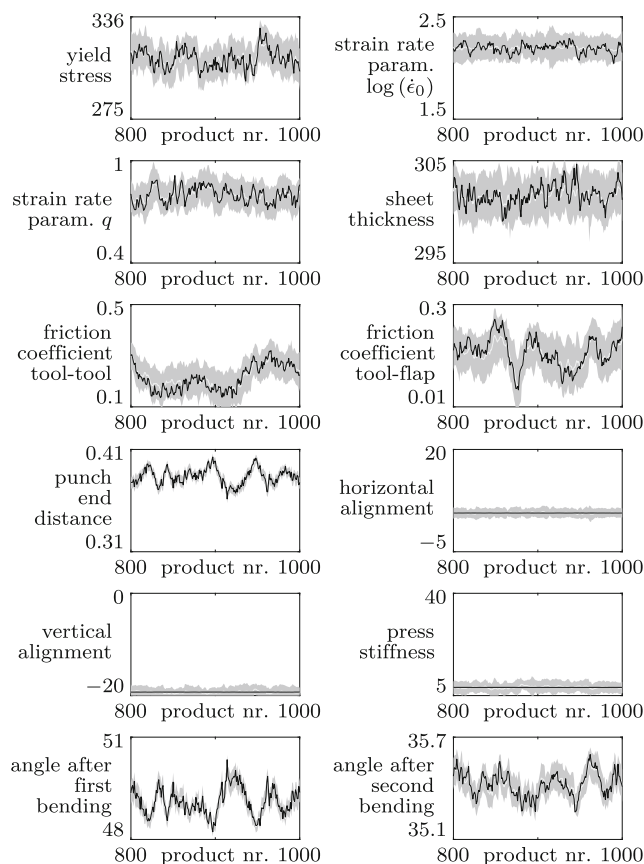 336
yield
stress
275
800 product nr. 1000
2.5
strain rate
param.
log (ϵ̇₀)
1.5
800 product nr. 1000
1
strain rate
param. q
0.4
800 product nr. 1000
305
sheet
thickness
295
800 product nr. 1000
0.5
friction
coefficient
tool-tool
0.1
800 product nr. 1000
0.3
friction
coefficient
tool-flap
0.01
800 product nr. 1000
0.41
punch
end
distance
0.31
800 product nr. 1000
20
horizontal
alignment
−5
800 product nr. 1000
0
vertical
alignment
−20
800 product nr. 1000
40
press
stiffness
5
800 product nr. 1000
51
angle after
first
bending
48
800 product nr. 1000
35.7
angle after
second
bending
35.1
800 product nr. 1000